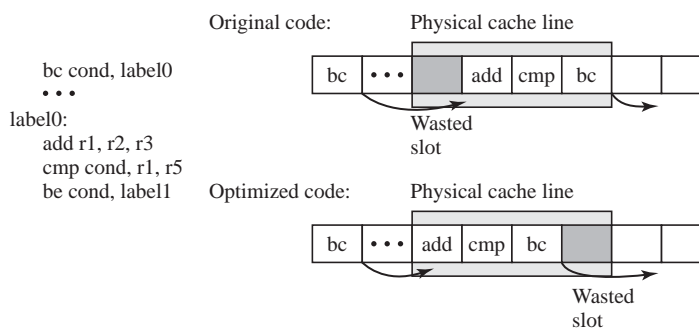 Original code:
Physical cache line
bc cond, label0
• • •
label0:
add r1, r2, r3
cmp cond, r1, r5
be cond, label1
bc • • • add cmp bc
Wasted
slot
Optimized code:
Physical cache line
bc • • • add cmp bc
Wasted
slot